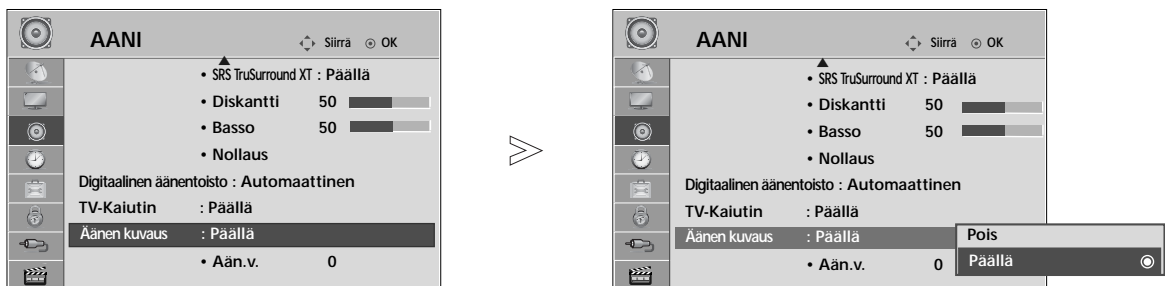 AANI Siirrä OK
• SRS TruSurround XT : Päällä
• Diskantti 50
• Basso 50
• Nollaus
Digitaalinen äänentoisto : Automaattinen
TV-Kaiutin : Päällä
Äänen kuvaus : Päällä
• Aän.v. 0
>
AANI Siirrä OK
• SRS TruSurround XT : Päällä
• Diskantti 50
• Basso 50
• Nollaus
Digitaalinen äänentoisto : Automaattinen
TV-Kaiutin : Päällä
Äänen kuvaus : Päällä
• Aän.v. 0
Pois
Päällä